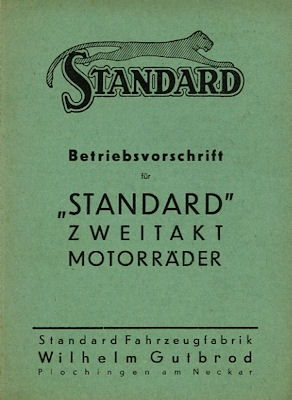 STANDARD
Betriebsvorschrift
für
„STANDARD"
ZWEITAKT
MOTORRÄDER
Standard Fahrzeugfabrik
Wilhelm Gutbrod
Plochingen am Neckar